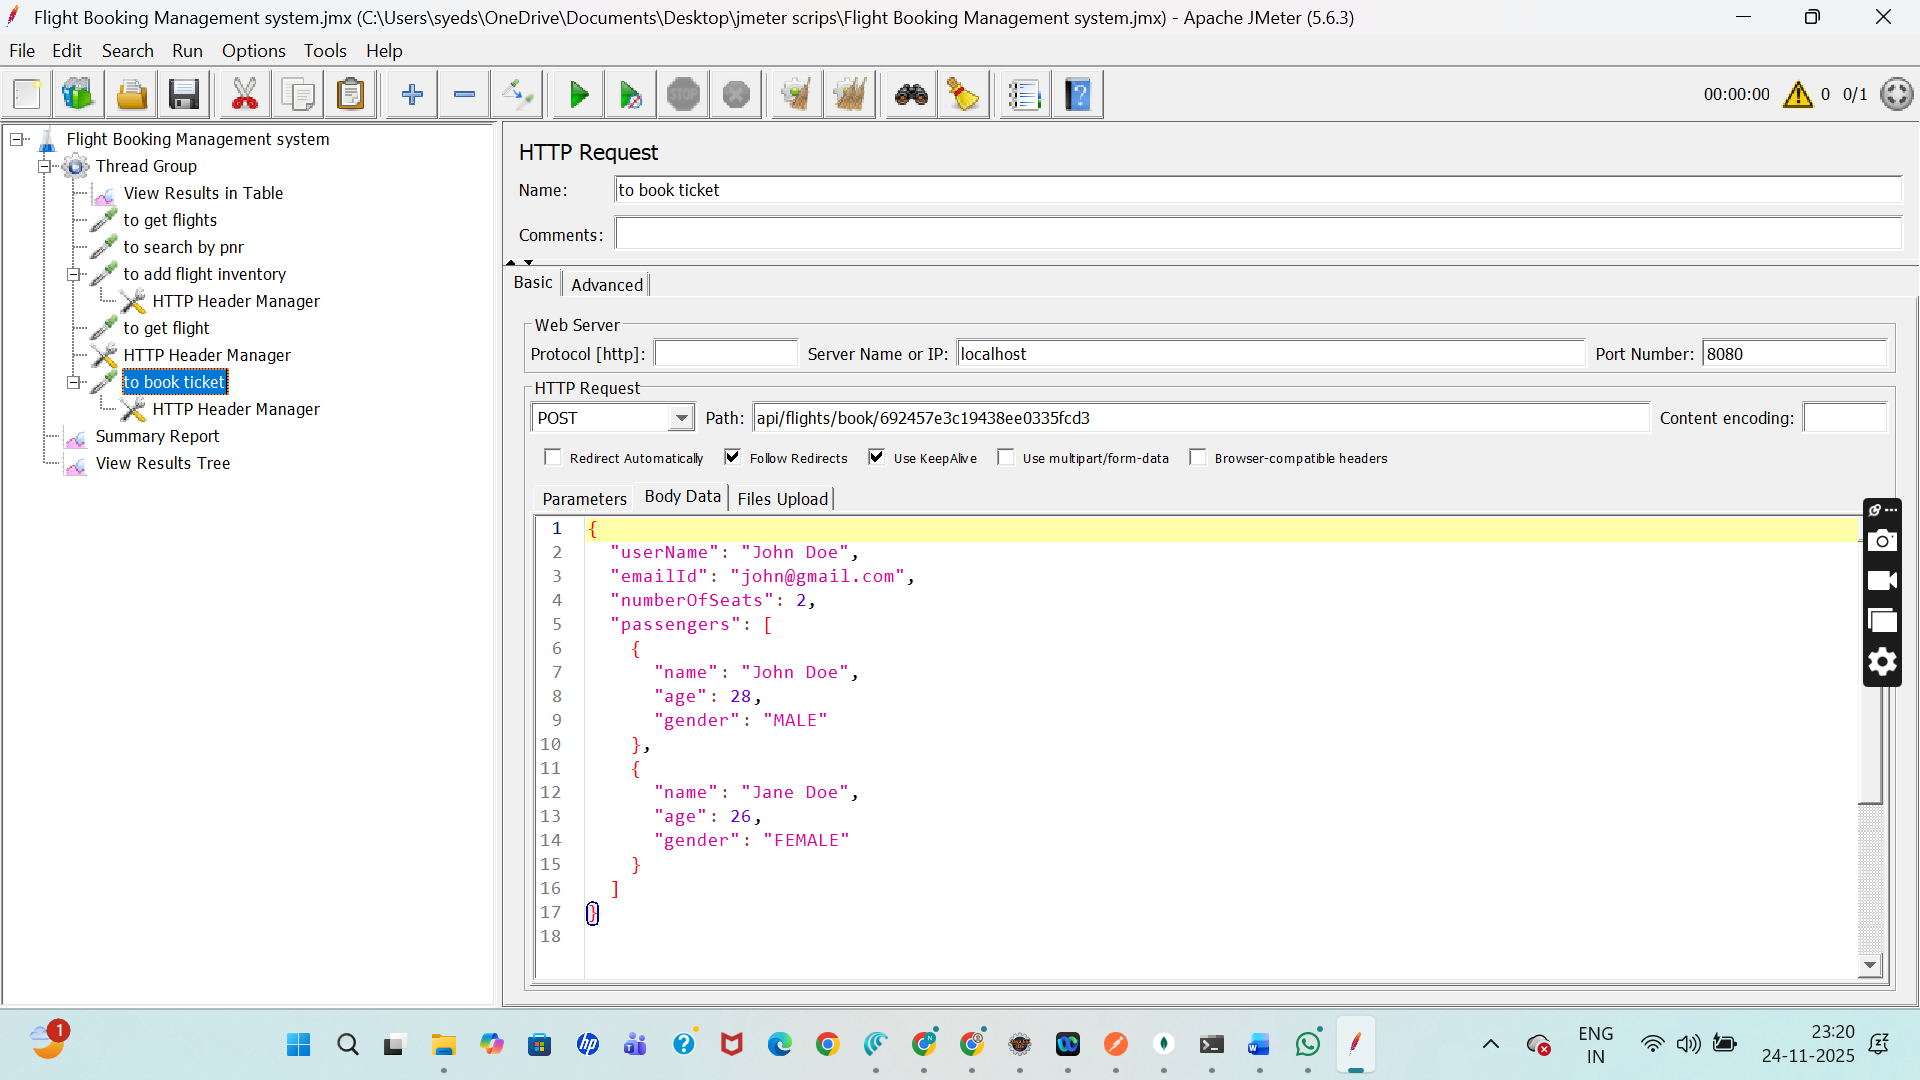 Flight Booking Management system.jmx (C:\Users\syeds\OneDrive\Documents\Desktop\jmeter scrips\Flight Booking Management system.jmx) - Apache JMeter (5.6.3)
File Edit Search Run Options Tools Help
STOP
00:00:00 0 0/1
Flight Booking Management system
Thread Group
View Results in Table
to get flights
to search by pnr
to add flight inventory
HTTP Header Manager
to get flight
HTTP Header Manager
to book ticket
HTTP Header Manager
Summary Report
View Results Tree
HTTP Request
Name: to book ticket
Comments:
Basic Advanced
Web Server
Protocol [http]: Server Name or IP: localhost Port Number: 8080
HTTP Request
POST Path: api/flights/book/692457e3c19438ee0335fcd3 Content encoding:
Redirect Automatically Follow Redirects Use KeepAlive Use multipart/form-data Browser-compatible headers
Parameters Body Data Files Upload
1 {
2 "userName": "John Doe",
3 "emailId": "john@gmail.com",
4 "numberOfSeats": 2,
5 "passengers": [
6 {
7 "name": "John Doe",
8 "age": 28,
9 "gender": "MALE"
10 },
11 {
12 "name": "Jane Doe",
13 "age": 26,
14 "gender": "FEMALE"
15 }
16 ]
17 }
18
1
hp
N
W
ENG
IN
23:20
24-11-2025